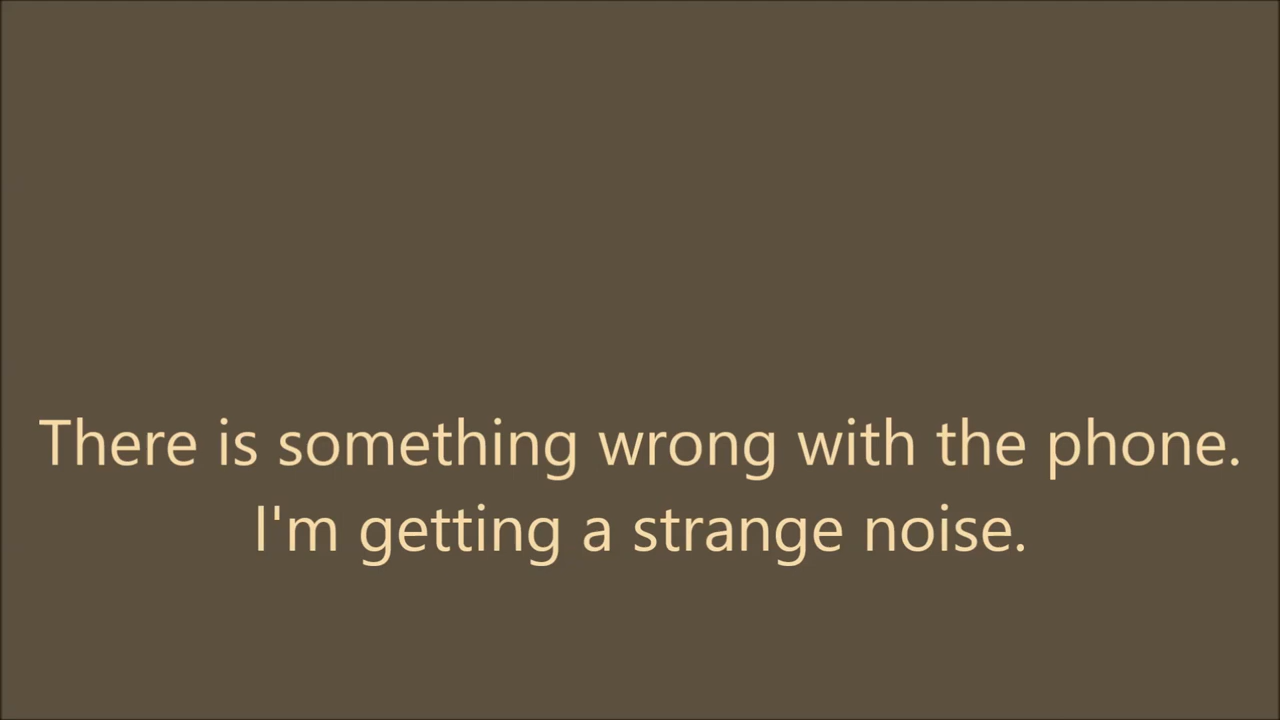 There is something wrong with the phone.
I'm getting a strange noise.